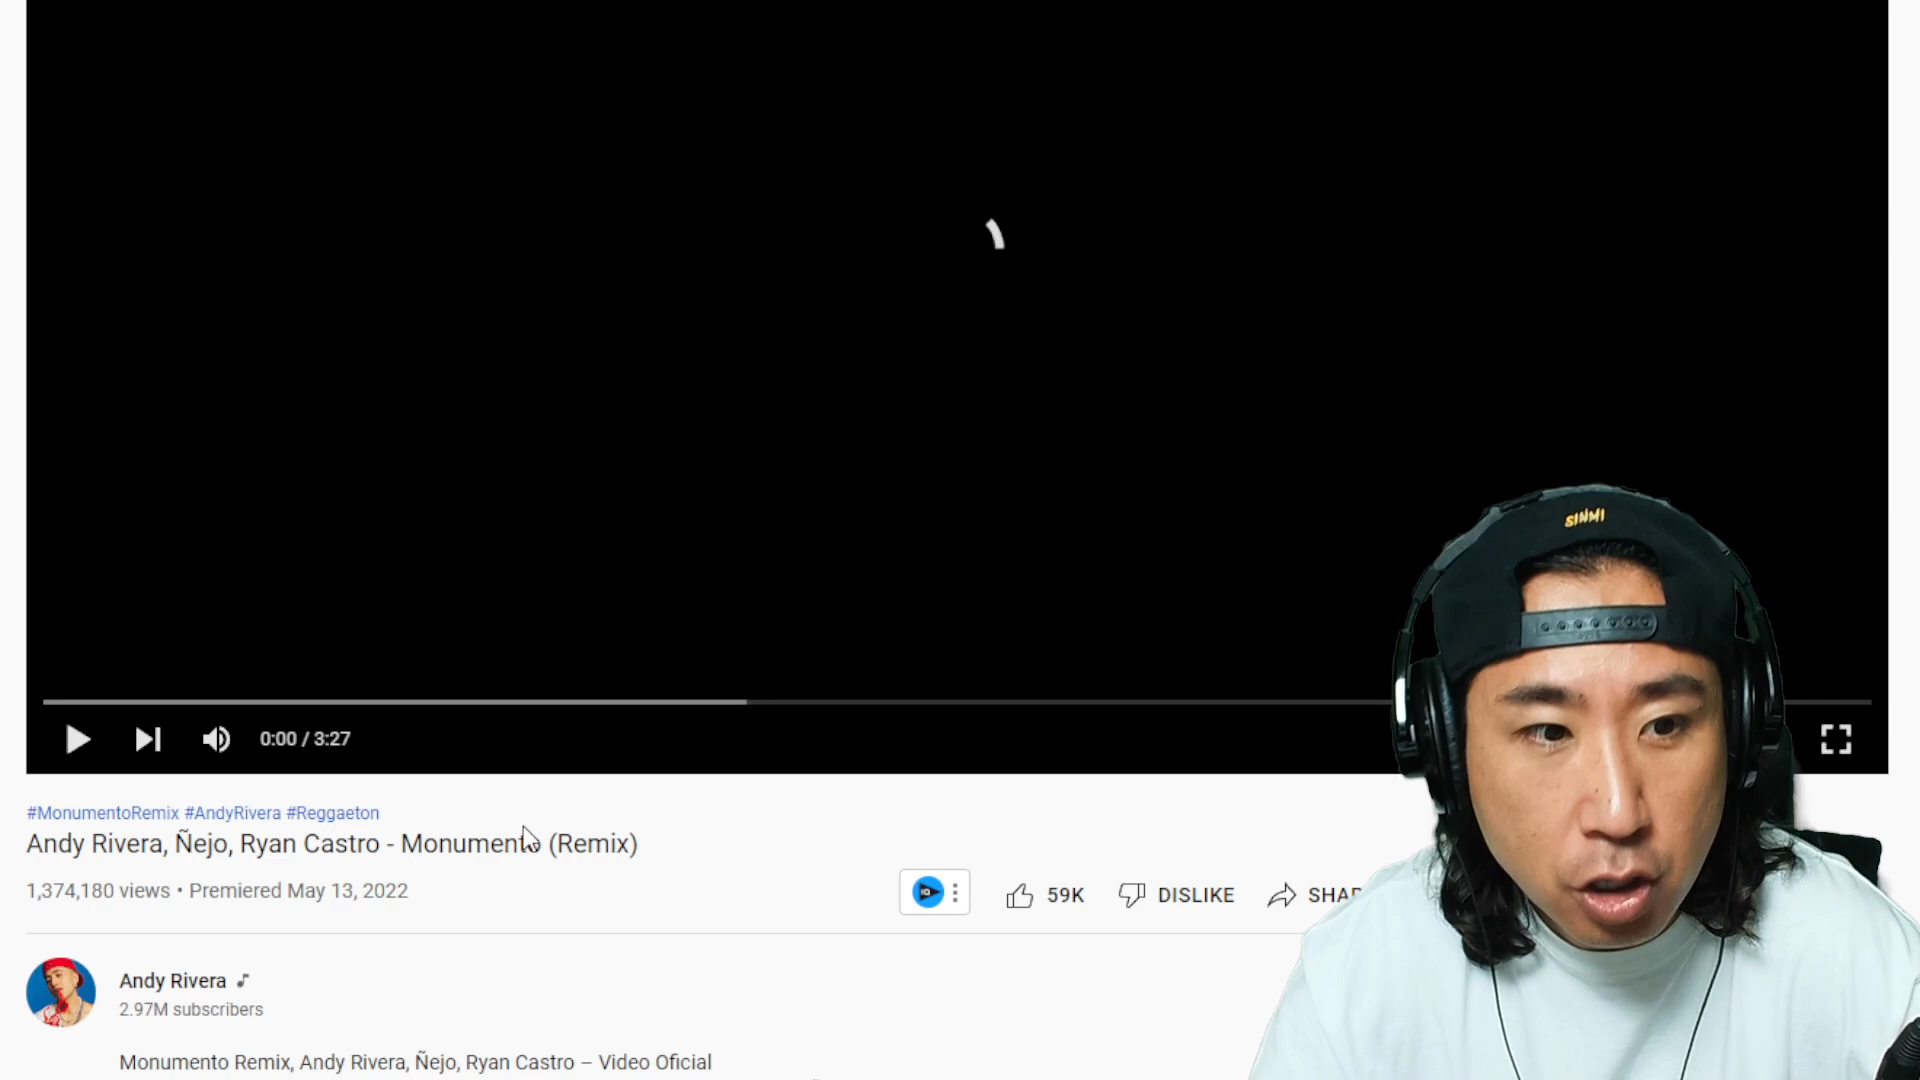 SINMI
0:00 / 3:27
#MonumentoRemix #AndyRivera #Reggaeton
Andy Rivera, Ñejo, Ryan Castro - Monumento (Remix)
1,374,180 views • Premiered May 13, 2022
59K DISLIKE SHAR
Andy Rivera
2.97M subscribers
Monumento Remix, Andy Rivera, Ñejo, Ryan Castro – Video Oficial